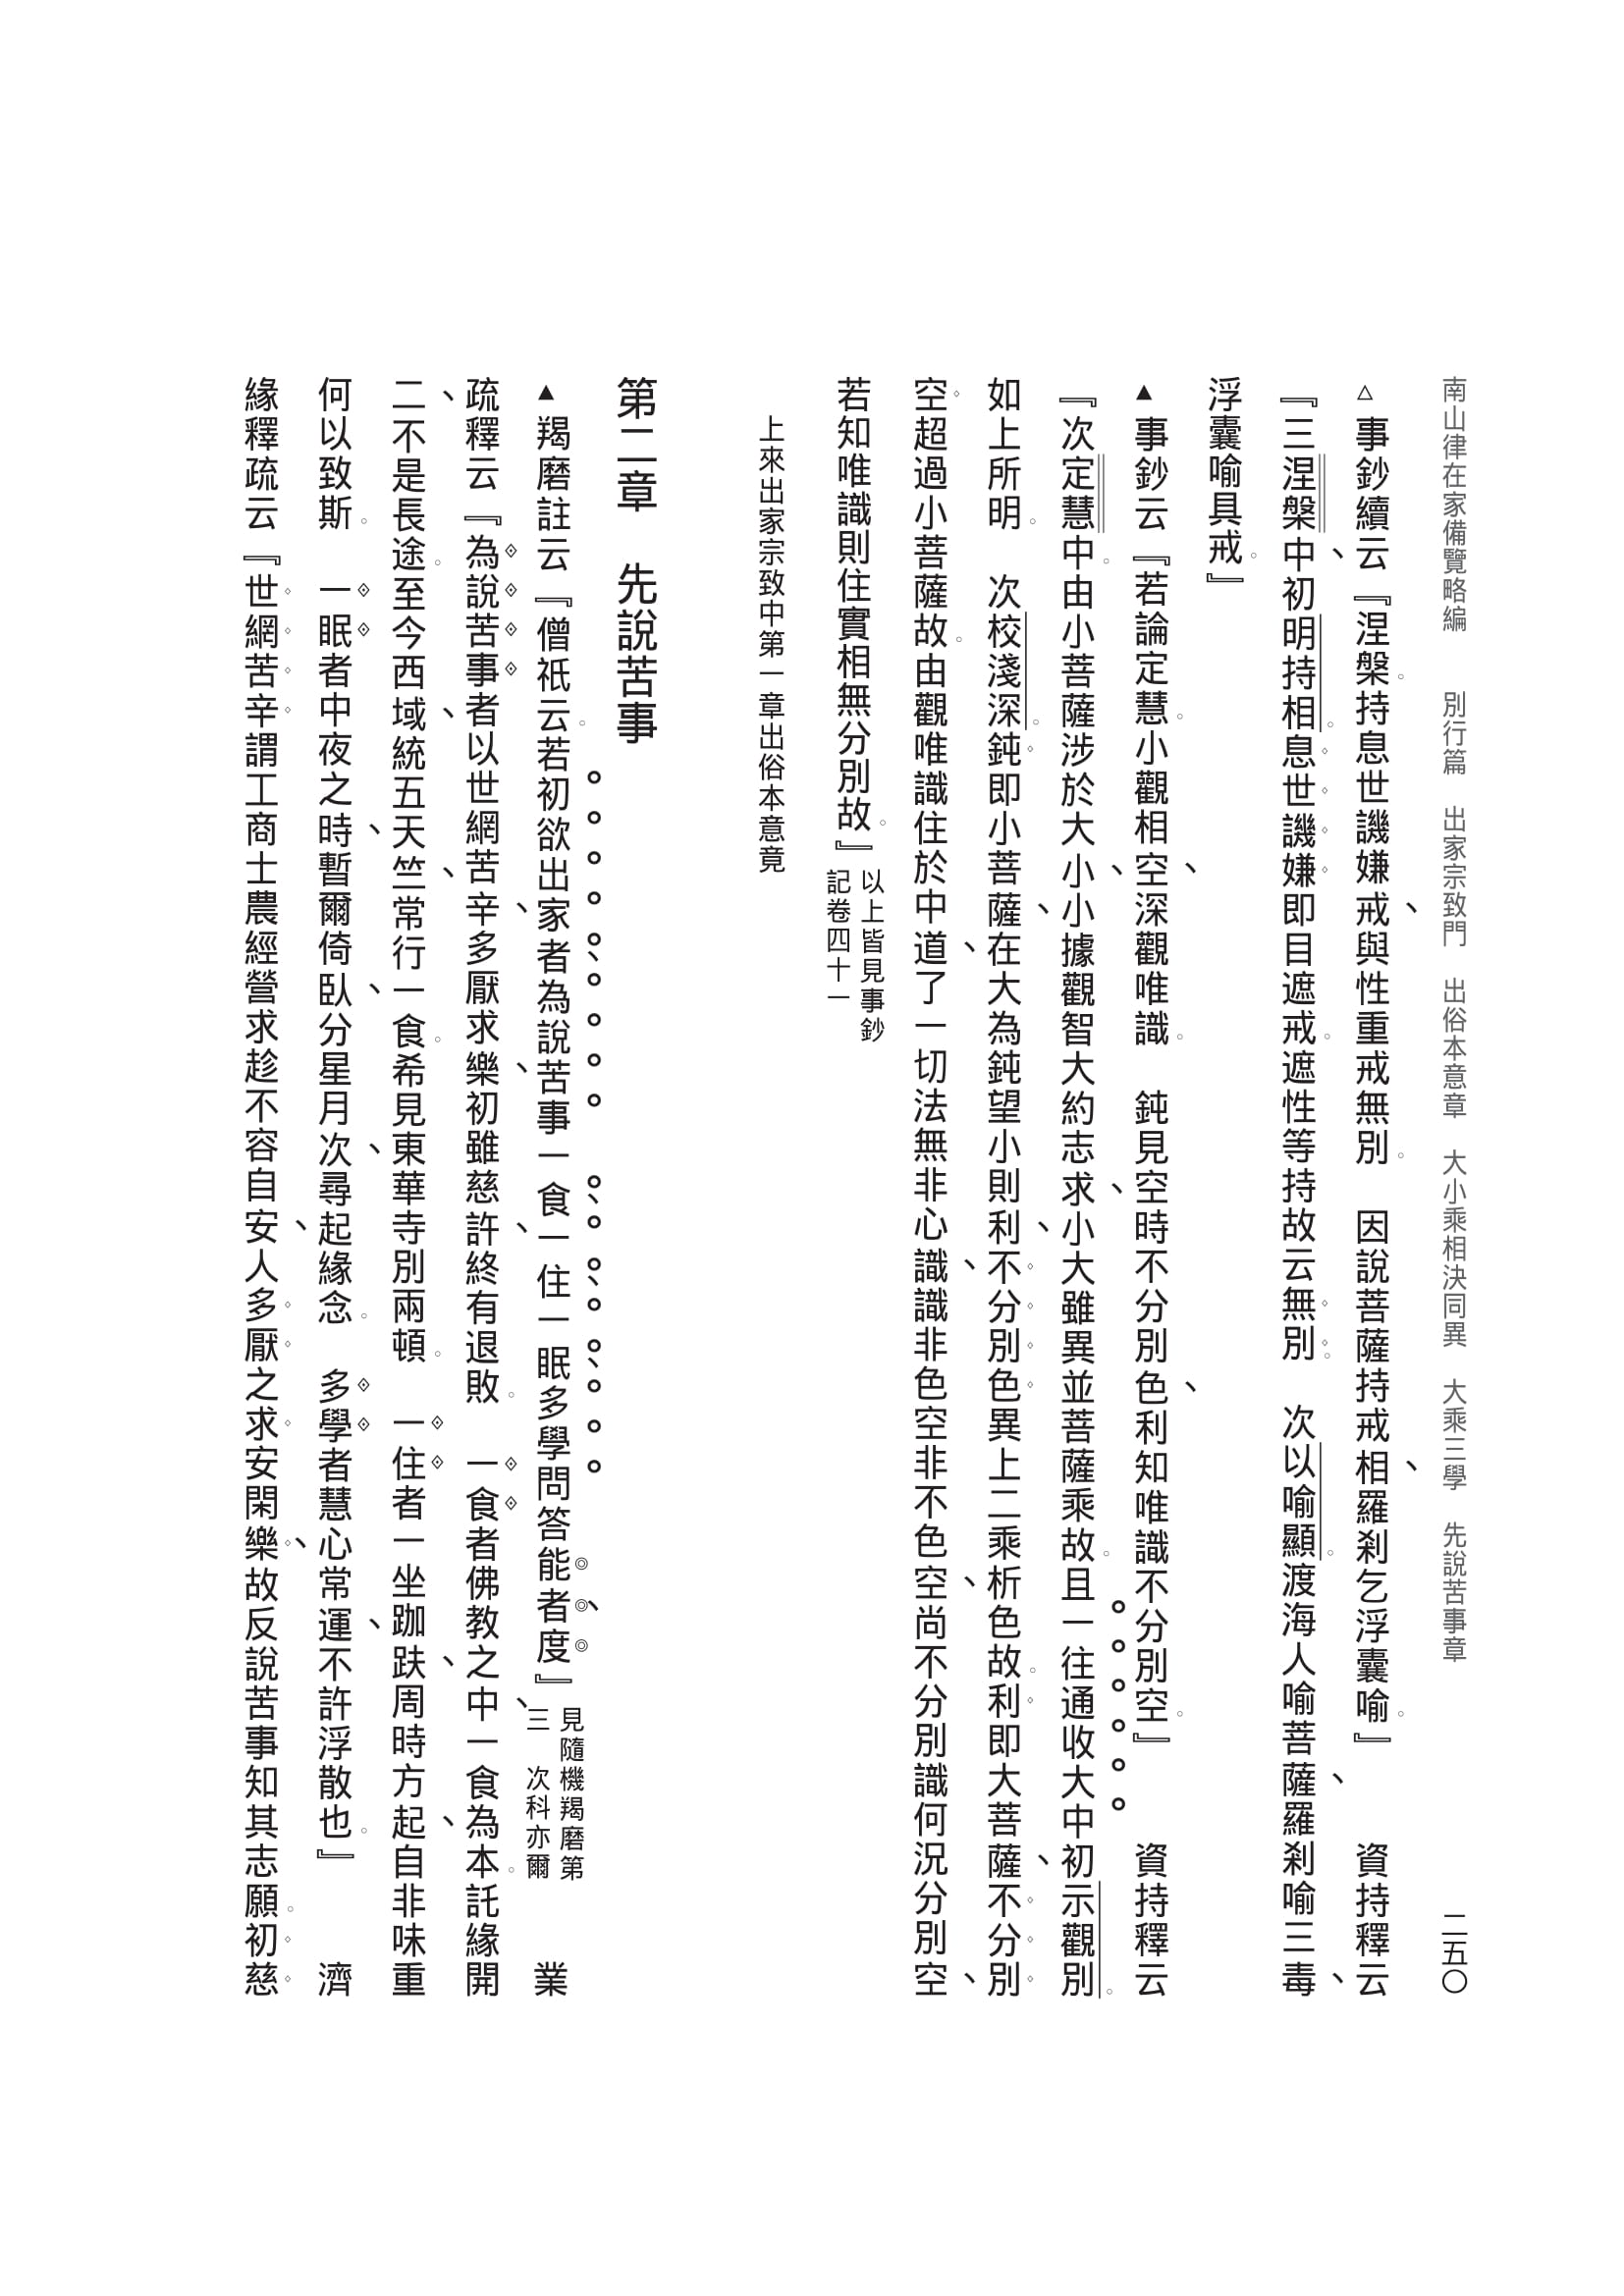 南山律在家備覽略編　別行篇　出家宗致門　出俗本意章　大小乘相決同異　大乘三學　先說苦事章　二五〇
△事鈔續云『涅槃。持息世譏嫌戒、與性重戒無別。因說菩薩持戒相、羅剎乞浮囊喻。』　資持釋云
『三涅槃中、初明持相。息世譏嫌即目遮戒。遮性等持故云無別。次以喻顯。渡海人喻菩薩、羅剎喻三毒、
浮囊喻具戒。』
▲事鈔云『若論定慧。小觀相空、深觀唯識。　鈍見空時不分別色、利知唯識不分別空。』　資持釋云
『次定慧中。由小菩薩涉於大小、小據觀智大約志求、小大雖異並菩薩乘故。且一往通收大中初示觀別。
如上所明。　次校淺深。鈍即小菩薩、在大為鈍望小則利、不分別色異上二乘析色故。利即大菩薩、不分別
空超過小菩薩故。由觀唯識住於中道、了一切法無非心識、識非色空非不色空、尚不分別識何況分別空、
若知唯識則住實相無分別故。』以上皆見事鈔記卷四十一
上來出家宗致中第一章出俗本意竟
第二章　先說苦事
▲羯磨註云『僧祇云。若初欲出家者、為說苦事、一食、一住、一眠、多學問答能者、度』見隨機羯磨第三　次科亦爾　業
疏釋云『為說苦事者以世網苦辛、多厭求樂、初雖慈許、終有退敗。　一食者佛教之中、一食為本。託緣開
二、不是長途。至今西域、統五天竺、常行一食。希見東華寺別兩頓。　一住者一坐跏趺、周時方起、自非味重
何以致斯。　一眠者中夜之時、暫爾倚臥、分星月次、尋起緣念。　多學者慧心常運、不許浮散也。』　濟
緣釋疏云『世網苦辛謂工商士農經營求趁不容自安、人多厭之求安閑樂、故反說苦事知其志願。初慈